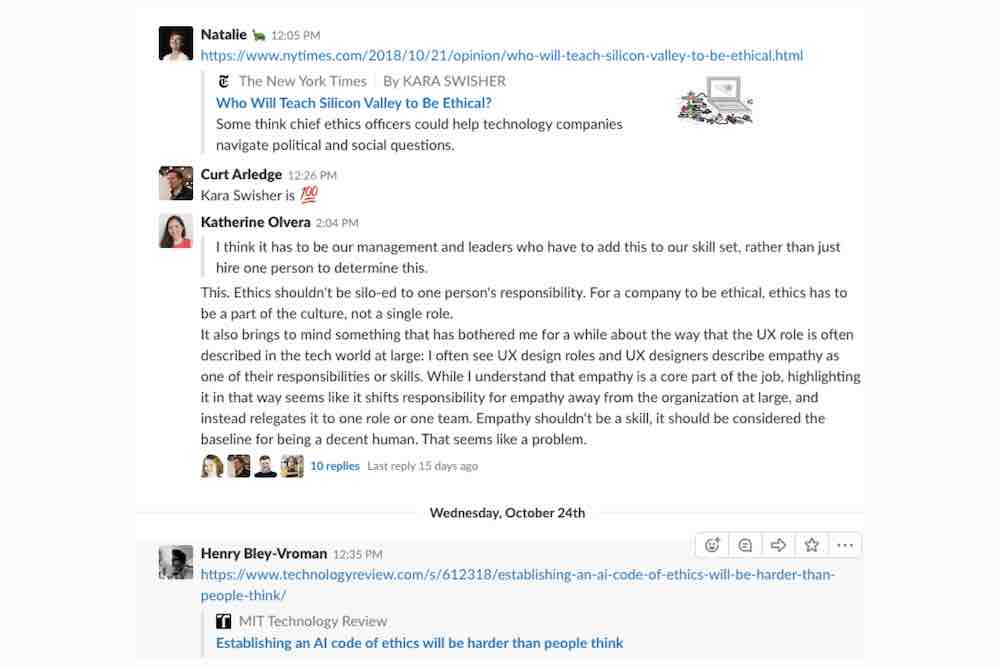 Natalie 12:05 PM
https://www.nytimes.com/2018/10/21/opinion/who-will-teach-silicon-valley-to-be-ethical.html
The New York Times | By KARA SWISHER
Who Will Teach Silicon Valley to Be Ethical?
Some think chief ethics officers could help technology companies
navigate political and social questions.
Curt Arledge 12:26 PM
Kara Swisher is 💯
Katherine Olvera 2:04 PM
I think it has to be our management and leaders who have to add this to our skill set, rather than just
hire one person to determine this.
This. Ethics shouldn't be silo-ed to one person's responsibility. For a company to be ethical, ethics has to
be a part of the culture, not a single role.
It also brings to mind something that has bothered me for a while about the way that the UX role is often
described in the tech world at large: I often see UX design roles and UX designers describe empathy as
one of their responsibilities or skills. While I understand that empathy is a core part of the job, highlighting
it in that way seems like it shifts responsibility for empathy away from the organization at large, and
instead relegates it to one role or one team. Empathy shouldn't be a skill, it should be considered the
baseline for being a decent human. That seems like a problem.
10 replies Last reply 15 days ago
Wednesday, October 24th
Henry Bley-Vroman 12:35 PM
https://www.technologyreview.com/s/612318/establishing-an-ai-code-of-ethics-will-be-harder-than-
people-think/
MIT Technology Review
Establishing an AI code of ethics will be harder than people think